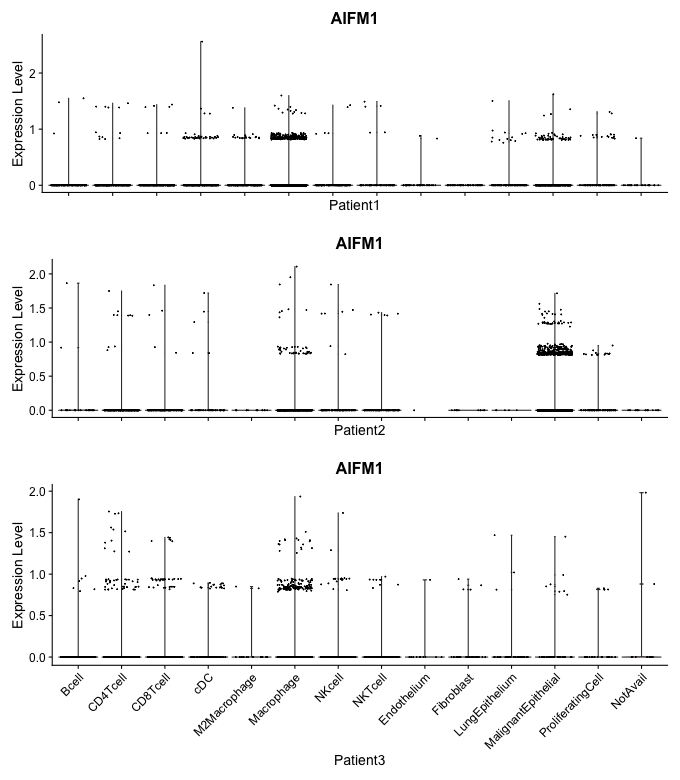 AIFM1
Expression Level
2
1
0
Patient1
AIFM1
Expression Level
2.0
1.5
1.0
0.5
0.0
Patient2
AIFM1
Expression Level
2.0
1.5
1.0
0.5
0.0
Bcell
CD4Tcell
CD8Tcell
cDC
M2Macrophage
Macrophage
NKcell
NKTcell
Endothelium
Fibroblast
LungEpithelium
MalignantEpithelial
ProliferatingCell
NotAvail
Patient3